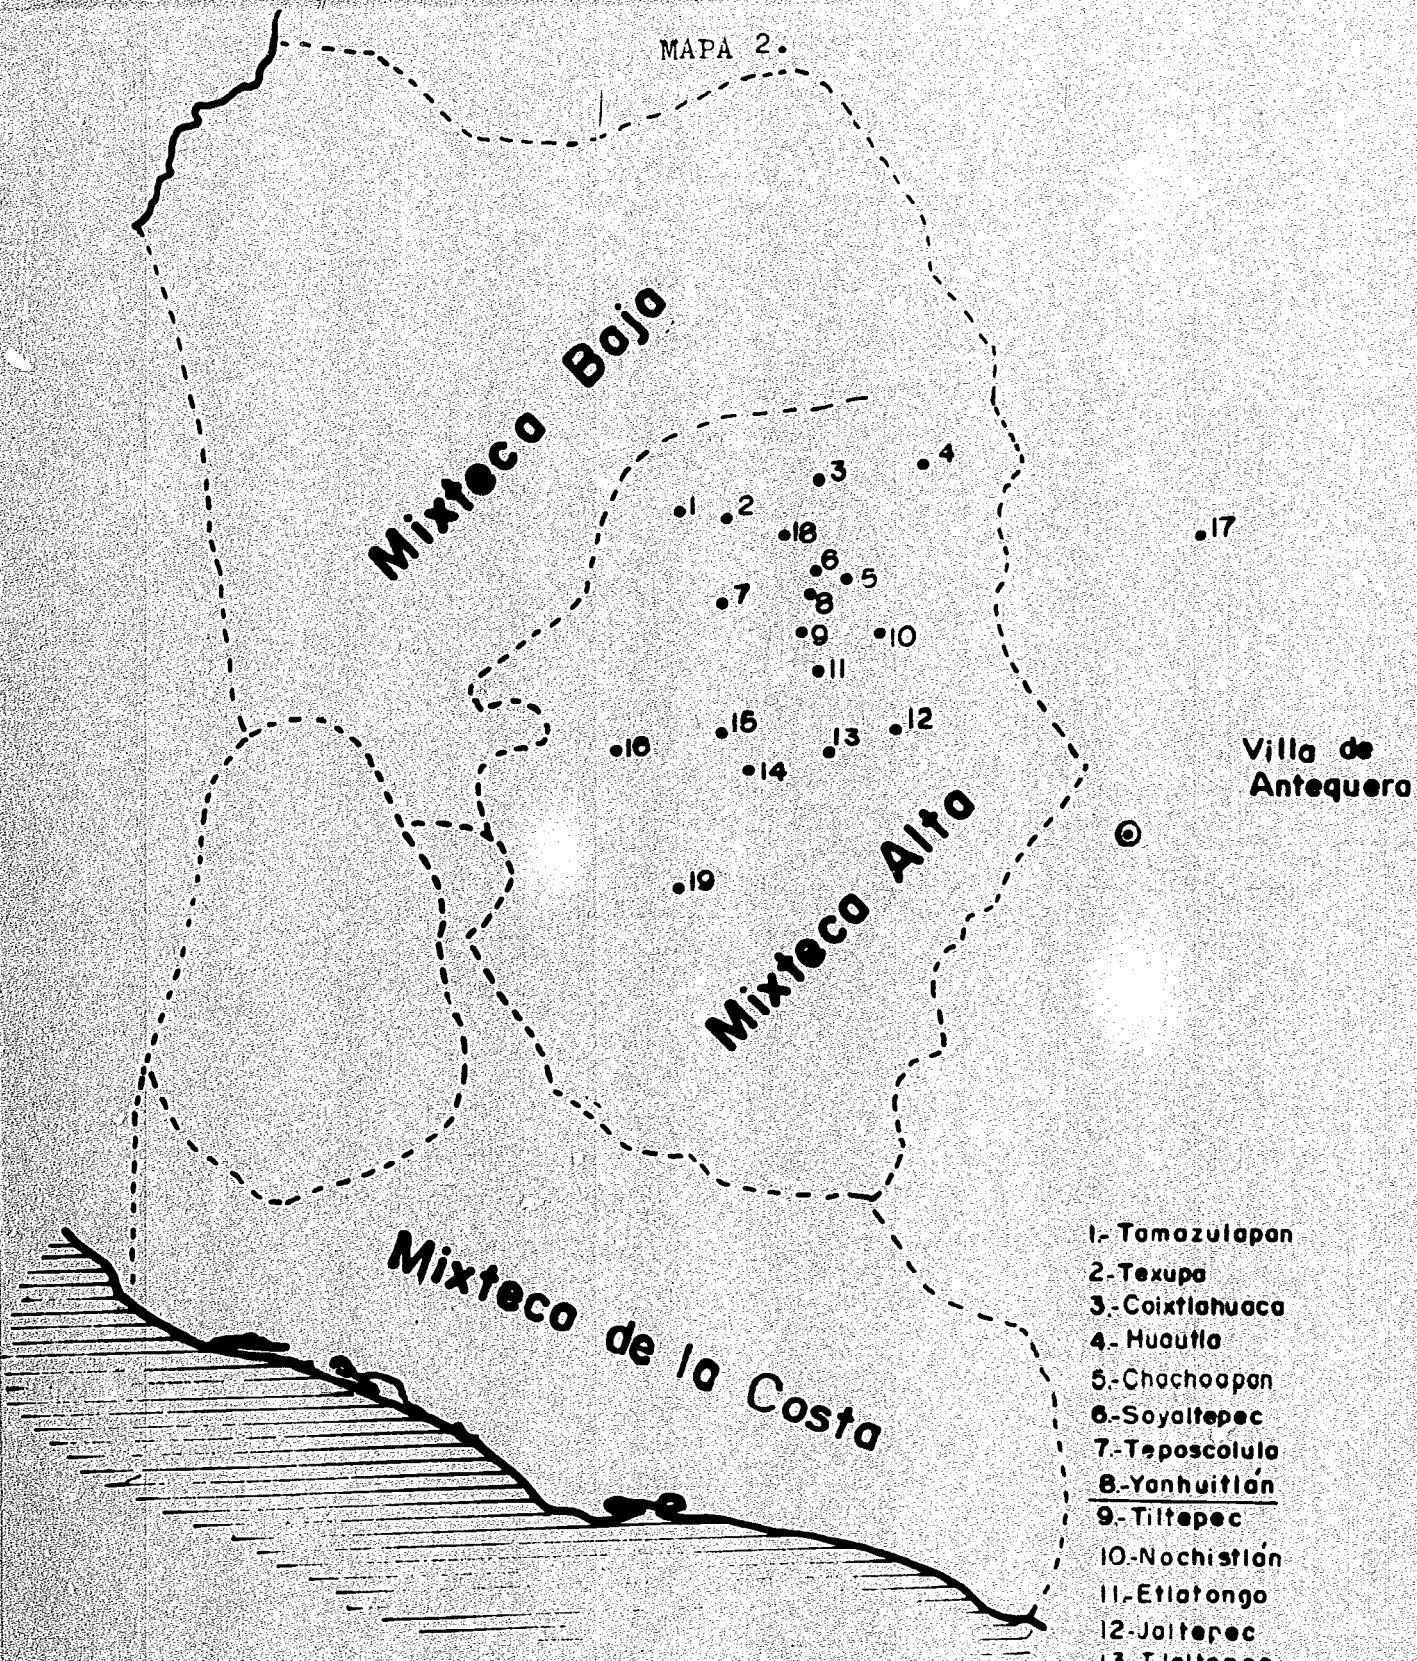 MAPA 2.
Mixteca Baja
3
4
1
2
18
17
6
5
7
8
9
10
11
15
12
16
13
14
Villa de
Antequera
19
Mixteca Alta
Mixteca de la Costa
1.- Tamazulapan
2.- Texupa
3.- Coixtlahuaca
4.- Huautla
5.- Chachoapan
6.- Soyaltepec
7.- Teposcolula
8.- Yanhuitlán
9.- Tiltepec
10.- Nochistlán
11.- Etlatongo
12.- Jaltepec